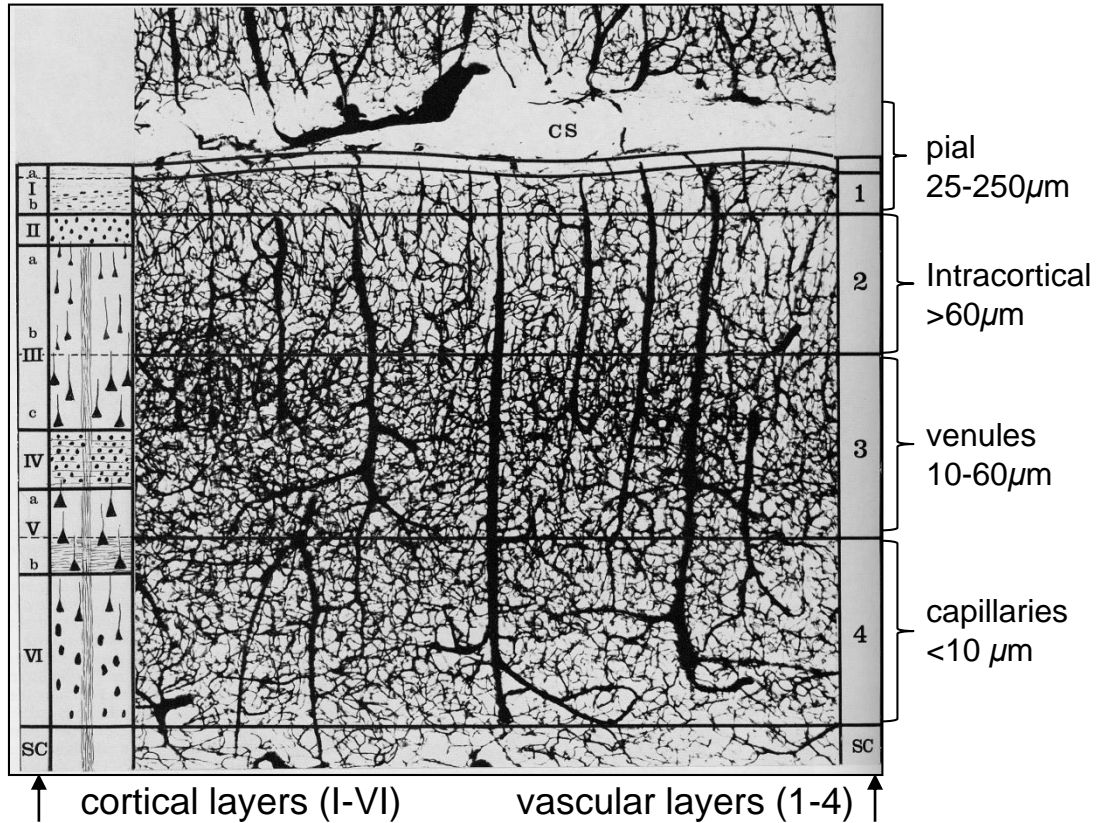 CS
a
I
b
II
a
b
III
c
IV
a
V
b
VI
SC
1
2
3
4
SC
pial
25-250µm
Intracortical
>60µm
venules
10-60µm
capillaries
<10 µm
cortical layers (I-VI)
vascular layers (1-4)